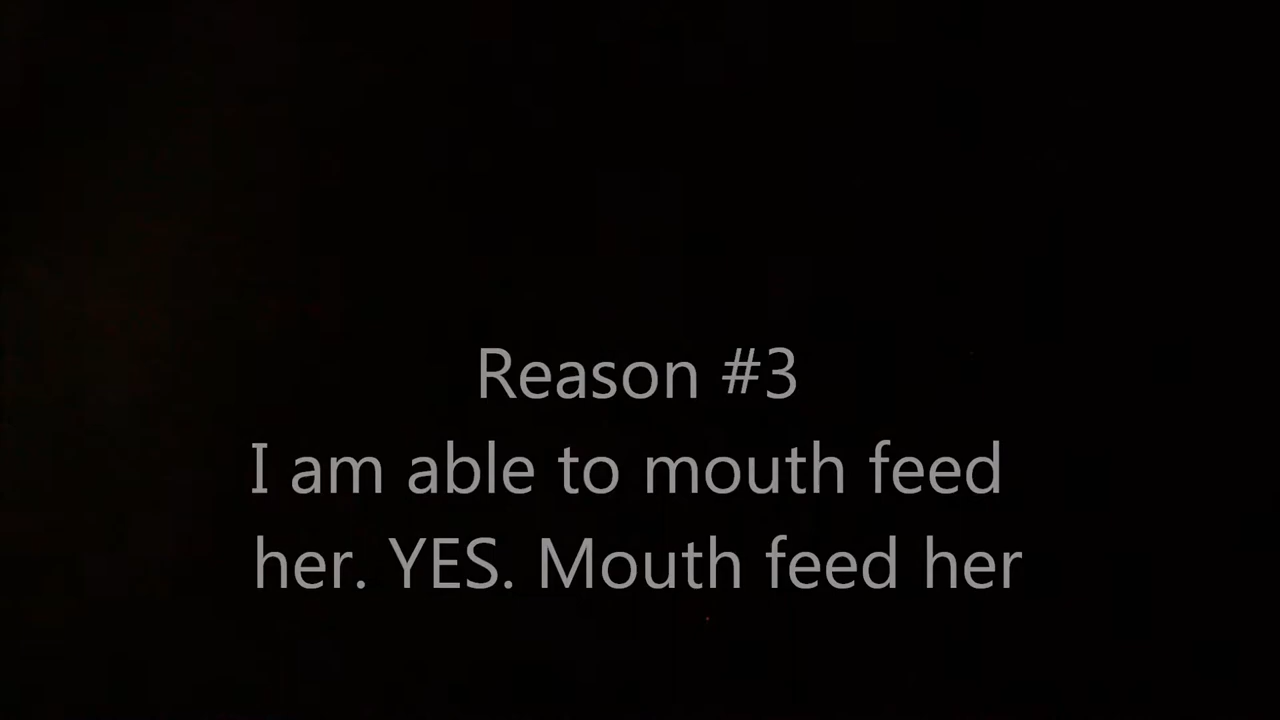 Reason #3
I am able to mouth feed
her. YES. Mouth feed her